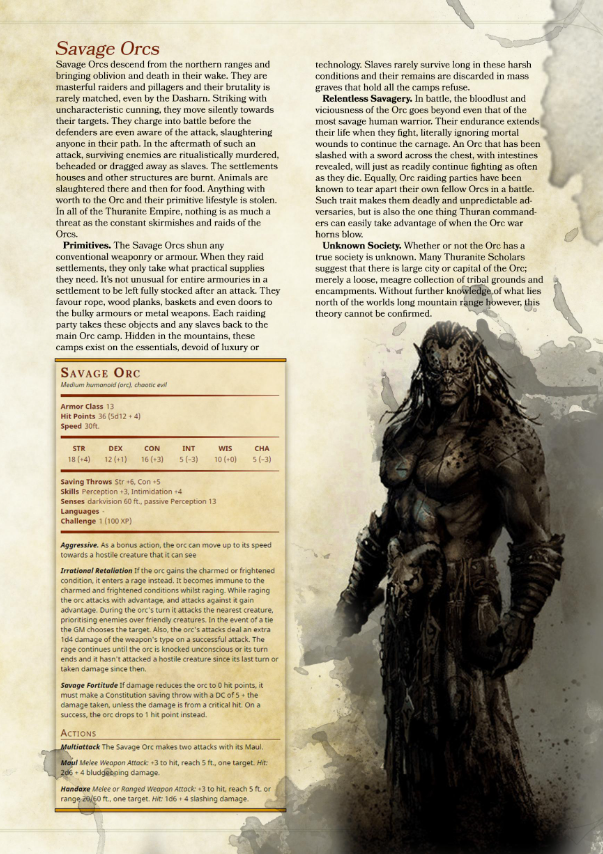 Savage Orcs
Savage Orcs descend from the northern ranges and
bringing oblivion and death in their wake. They are
masterful raiders and pillagers and their brutality is
rarely matched, even by the Dasharn. Striking with
uncharacteristic cunning, they move silently towards
their targets. They charge into battle before the
defenders are even aware of the attack, slaughtering
anyone in their path. In the aftermath of such an
attack, surviving enemies are ritualistically murdered,
beheaded or dragged away as slaves. The settlements
houses and other structures are burnt. Animals are
slaughtered there and then for food. Anything with
worth to the Orc and their primitive lifestyle is stolen.
In all of the Thuranite Empire, nothing is as much a
threat as the constant skirmishes and raids of the
Orcs.
Primitives. The Savage Orcs shun any
conventional weaponry or armour. When they raid
settlements, they only take what practical supplies
they need. It's not unusual for entire armouries in a
settlement to be left fully stocked after an attack. They
favour rope, wood planks, baskets and even doors to
the bulky armours or metal weapons. Each raiding
party takes these objects and any slaves back to the
main Orc camp. Hidden in the mountains, these
camps exist on the essentials, devoid of luxury or
technology. Slaves rarely survive long in these harsh
conditions and their remains are discarded in mass
graves that hold all the camps refuse.
Relentless Savagery. In battle, the bloodlust and
viciousness of the Orc goes beyond even that of the
most savage human warrior. Their endurance extends
their life when they fight, literally ignoring mortal
wounds to continue the carnage. An Orc that has been
slashed with a sword across the chest, with intestines
revealed, will just as readily continue fighting as often
as they die. Equally, Orc raiding parties have been
known to tear apart their own fellow Orcs in a battle.
Such trait makes them deadly and unpredictable ad-
versaries, but is also the one thing Thuran command-
ers can easily take advantage of when the Orc war
horns blow.
Unknown Society. Whether or not the Orc has a
true society is unknown. Many Thuranite Scholars
suggest that there is large city or capital of the Orc;
merely a loose, meagre collection of tribal grounds and
encampments. Without further knowledge of what lies
north of the worlds long mountain range however, this
theory cannot be confirmed.
Savage Orc
Medium humanoid (orc), chaotic evil
Armor Class 13
Hit Points 36 (5d12 + 4)
Speed 30ft.
STR DEX CON INT WIS CHA
18 (+4) 12 (+1) 16 (+3) 5 (−3) 10 (+0) 5 (−3)
Saving Throws Str +6, Con +5
Skills Perception +3, Intimidation +4
Senses darkvision 60 ft., passive Perception 13
Languages -
Challenge 1 (100 XP)
Aggressive. As a bonus action, the orc can move up to its speed
towards a hostile creature that it can see
Irrational Retaliation If the orc gains the charmed or frightened
condition, it enters a rage instead. It becomes immune to the
charmed and frightened conditions whilst raging. While raging
the orc attacks with advantage, and attacks against it gain
advantage. During the orc's turn it attacks the nearest creature,
prioritising enemies over friendly creatures. In the event of a tie
the GM chooses the target. Also, the orc's attacks deal an extra
1d4 damage of the weapon's type on a successful attack. The
rage continues until the orc is knocked unconscious or its turn
ends and it hasn't attacked a hostile creature since its last turn or
taken damage since then.
Savage Fortitude If damage reduces the orc to 0 hit points, it
must make a Constitution saving throw with a DC of 5 + the
damage taken, unless the damage is from a critical hit. On a
success, the orc drops to 1 hit point instead.
Actions
Multiattack The Savage Orc makes two attacks with its Maul.
Maul Melee Weapon Attack: +3 to hit, reach 5 ft., one target. Hit:
2d6 + 4 bludgeoning damage.
Handaxe Melee or Ranged Weapon Attack: +3 to hit, reach 5 ft. or
range 20/60 ft., one target. Hit: 1d6 + 4 slashing damage.